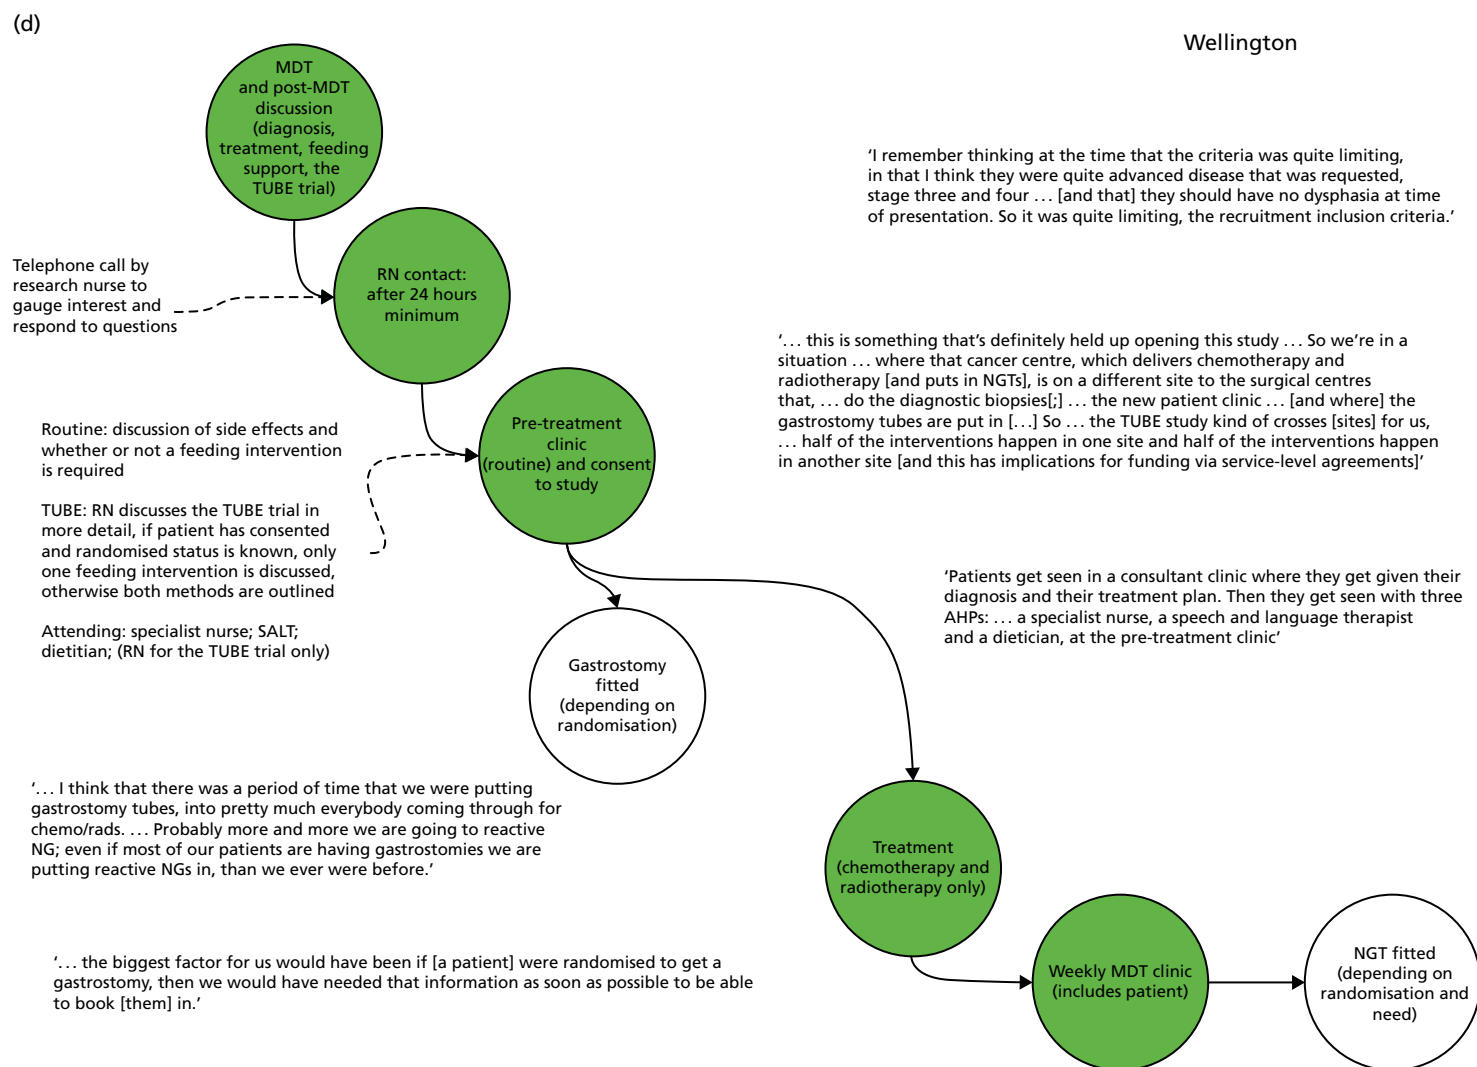 (d)
Wellington
MDT
and post-MDT
discussion
(diagnosis,
treatment, feeding
support, the
TUBE trial)
'I remember thinking at the time that the criteria was quite limiting,
in that I think they were quite advanced disease that was requested,
stage three and four … [and that] they should have no dysphasia at time
of presentation. So it was quite limiting, the recruitment inclusion criteria.'
Telephone call by
research nurse to
gauge interest and
respond to questions
RN contact:
after 24 hours
minimum
'… this is something that's definitely held up opening this study … So we're in a
situation … where that cancer centre, which delivers chemotherapy and
radiotherapy [and puts in NGTs], is on a different site to the surgical centres
that, … do the diagnostic biopsies[;] … the new patient clinic … [and where] the
gastrostomy tubes are put in […] So … the TUBE study kind of crosses [sites] for us,
… half of the interventions happen in one site and half of the interventions happen
in another site [and this has implications for funding via service-level agreements]'
Routine: discussion of side effects and
whether or not a feeding intervention
is required
TUBE: RN discusses the TUBE trial in
more detail, if patient has consented
and randomised status is known, only
one feeding intervention is discussed,
otherwise both methods are outlined
Attending: specialist nurse; SALT;
dietitian; (RN for the TUBE trial only)
Pre-treatment
clinic
(routine) and consent
to study
'Patients get seen in a consultant clinic where they get given their
diagnosis and their treatment plan. Then they get seen with three
AHPs: … a specialist nurse, a speech and language therapist
and a dietician, at the pre-treatment clinic'
Gastrostomy
fitted
(depending on
randomisation)
'… I think that there was a period of time that we were putting
gastrostomy tubes, into pretty much everybody coming through for
chemo/rads. … Probably more and more we are going to reactive
NG; even if most of our patients are having gastrostomies we are
putting reactive NGs in, than we ever were before.'
Treatment
(chemotherapy and
radiotherapy only)
'… the biggest factor for us would have been if [a patient] were randomised to get a
gastrostomy, then we would have needed that information as soon as possible to be able
to book [them] in.'
Weekly MDT clinic
(includes patient)
NGT fitted
(depending on
randomisation and
need)